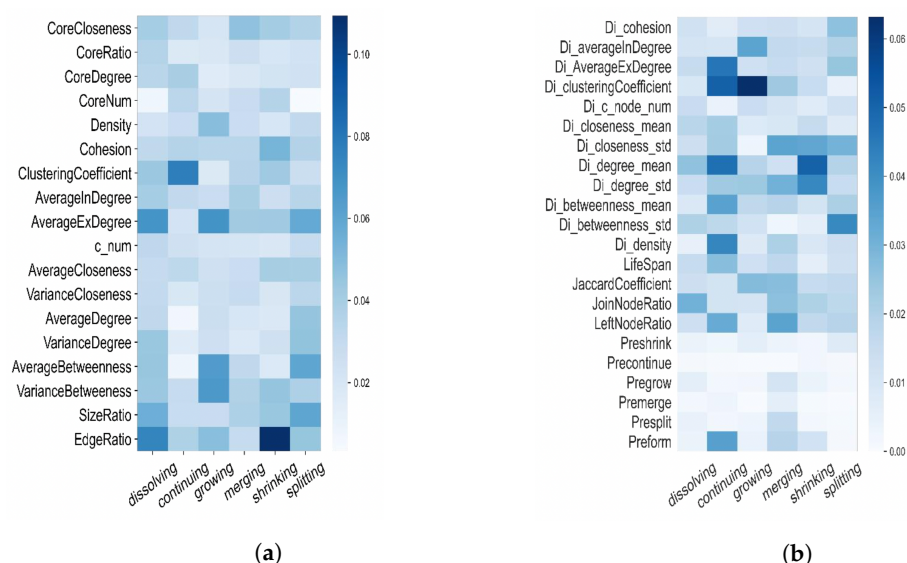 CoreCloseness
CoreRatio
CoreDegree
CoreNum
Density
Cohesion
ClusteringCoefficient
AverageInDegree
AverageExDegree
c_num
AverageCloseness
VarianceCloseness
AverageDegree
VarianceDegree
AverageBetweenness
VarianceBetweeness
SizeRatio
EdgeRatio
dissolving
continuing
growing
merging
shrinking
splitting
0.10
0.08
0.06
0.04
0.02
(a)
Di_cohesion
Di_averageInDegree
Di_AverageExDegree
Di_clusteringCoefficient
Di_c_node_num
Di_closeness_mean
Di_closeness_std
Di_degree_mean
Di_degree_std
Di_betweenness_mean
Di_betweenness_std
Di_density
LifeSpan
JaccardCoefficient
JoinNodeRatio
LeftNodeRatio
Preshrink
Precontinue
Pregrow
Premerge
Presplit
Preform
dissolving
continuing
growing
merging
shrinking
splitting
0.06
0.05
0.04
0.03
0.02
0.01
0.00
(b)